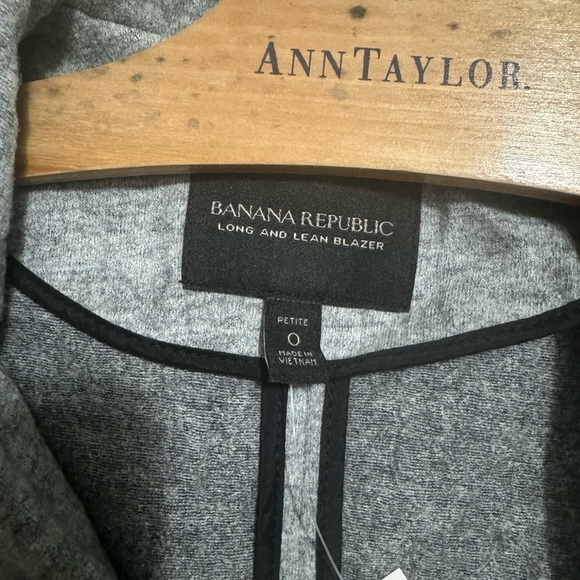 ANNTAYLOR.
BANANA REPUBLIC
LONG AND LEAN BLAZER
PETITE
0
MADE IN
VIETNAM